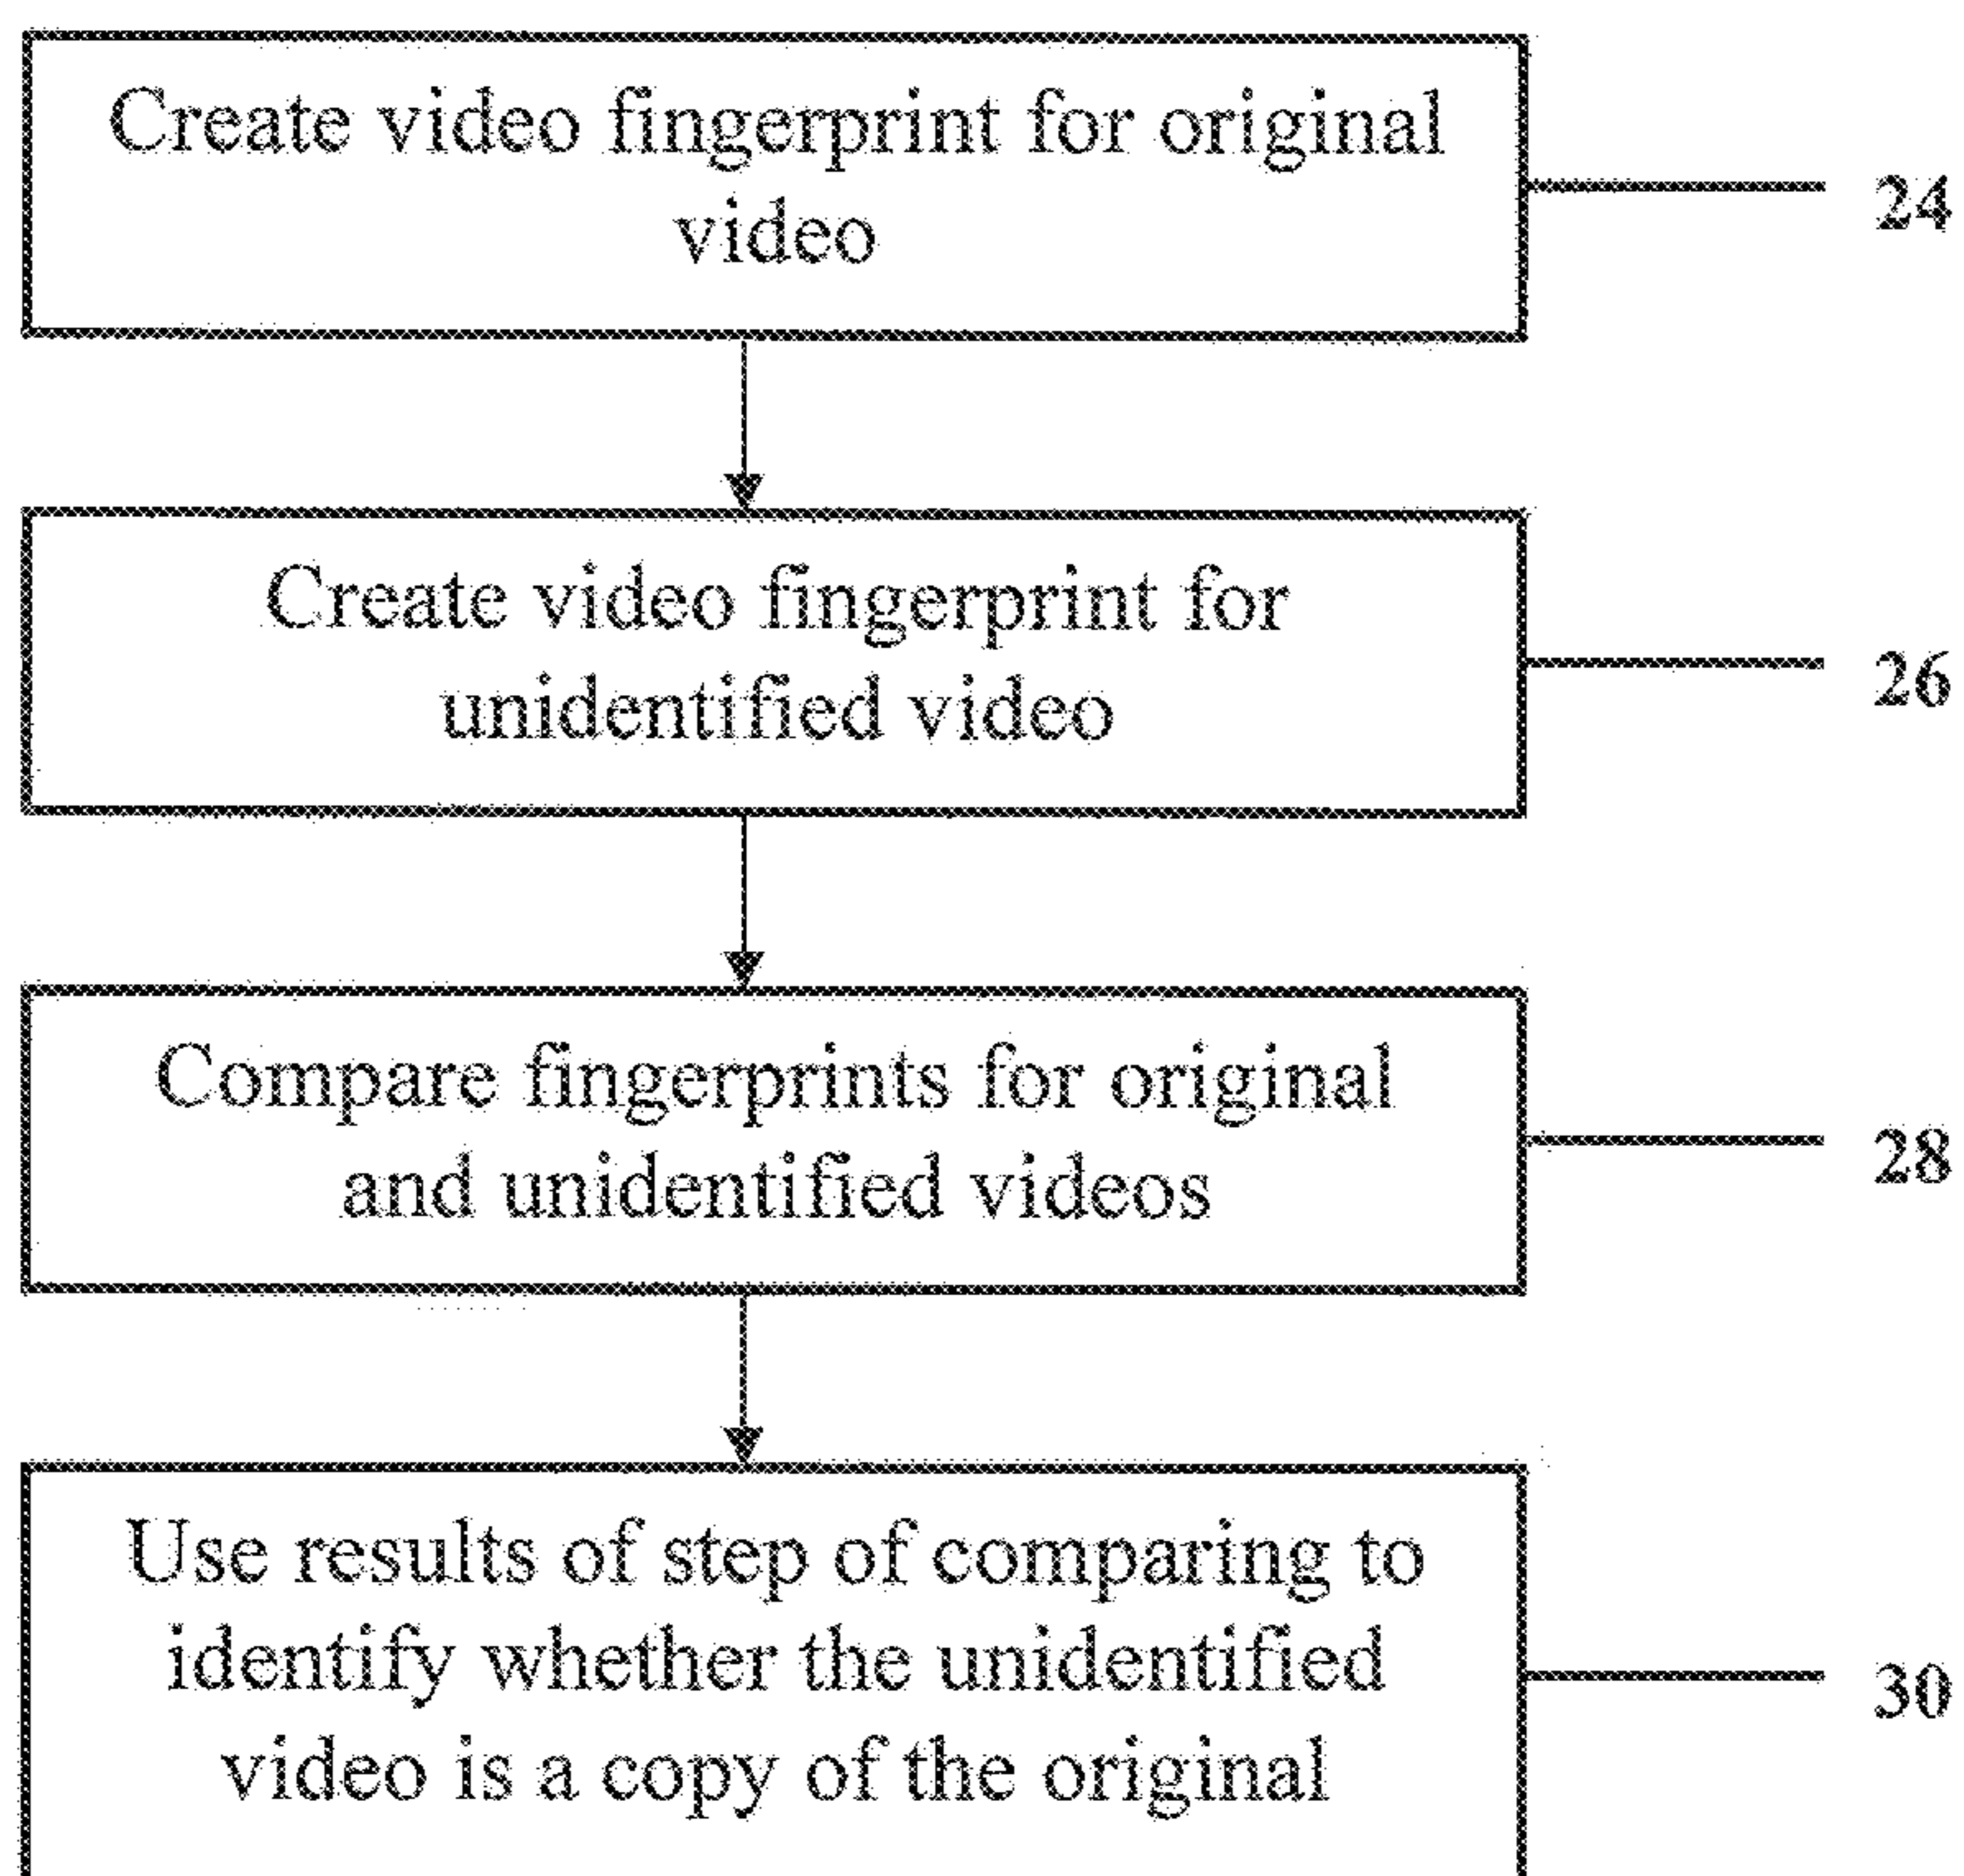 Create video fingerprint for original
video
24
Create video fingerprint for
unidentified video
26
Compare fingerprints for original
and unidentified videos
28
Use results of step of comparing to
identify whether the unidentified
video is a copy of the original
30